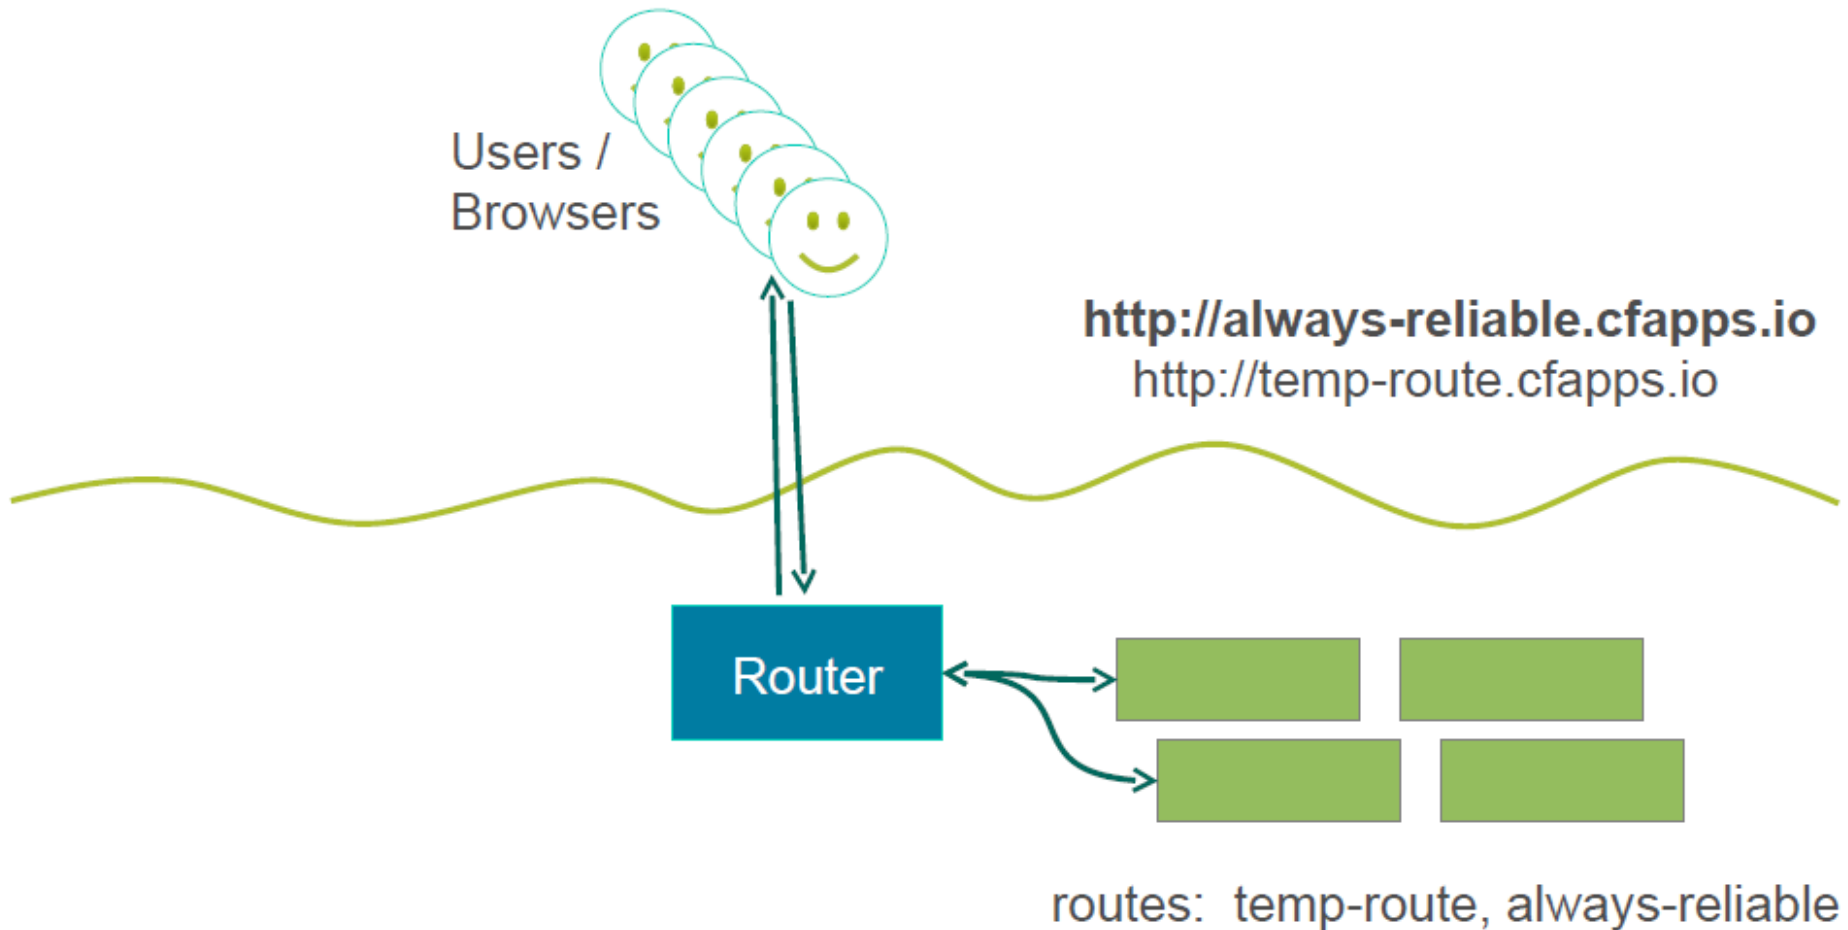 Users /
Browsers
http://always-reliable.cfapps.io
http://temp-route.cfapps.io
Router
routes:  temp-route, always-reliable